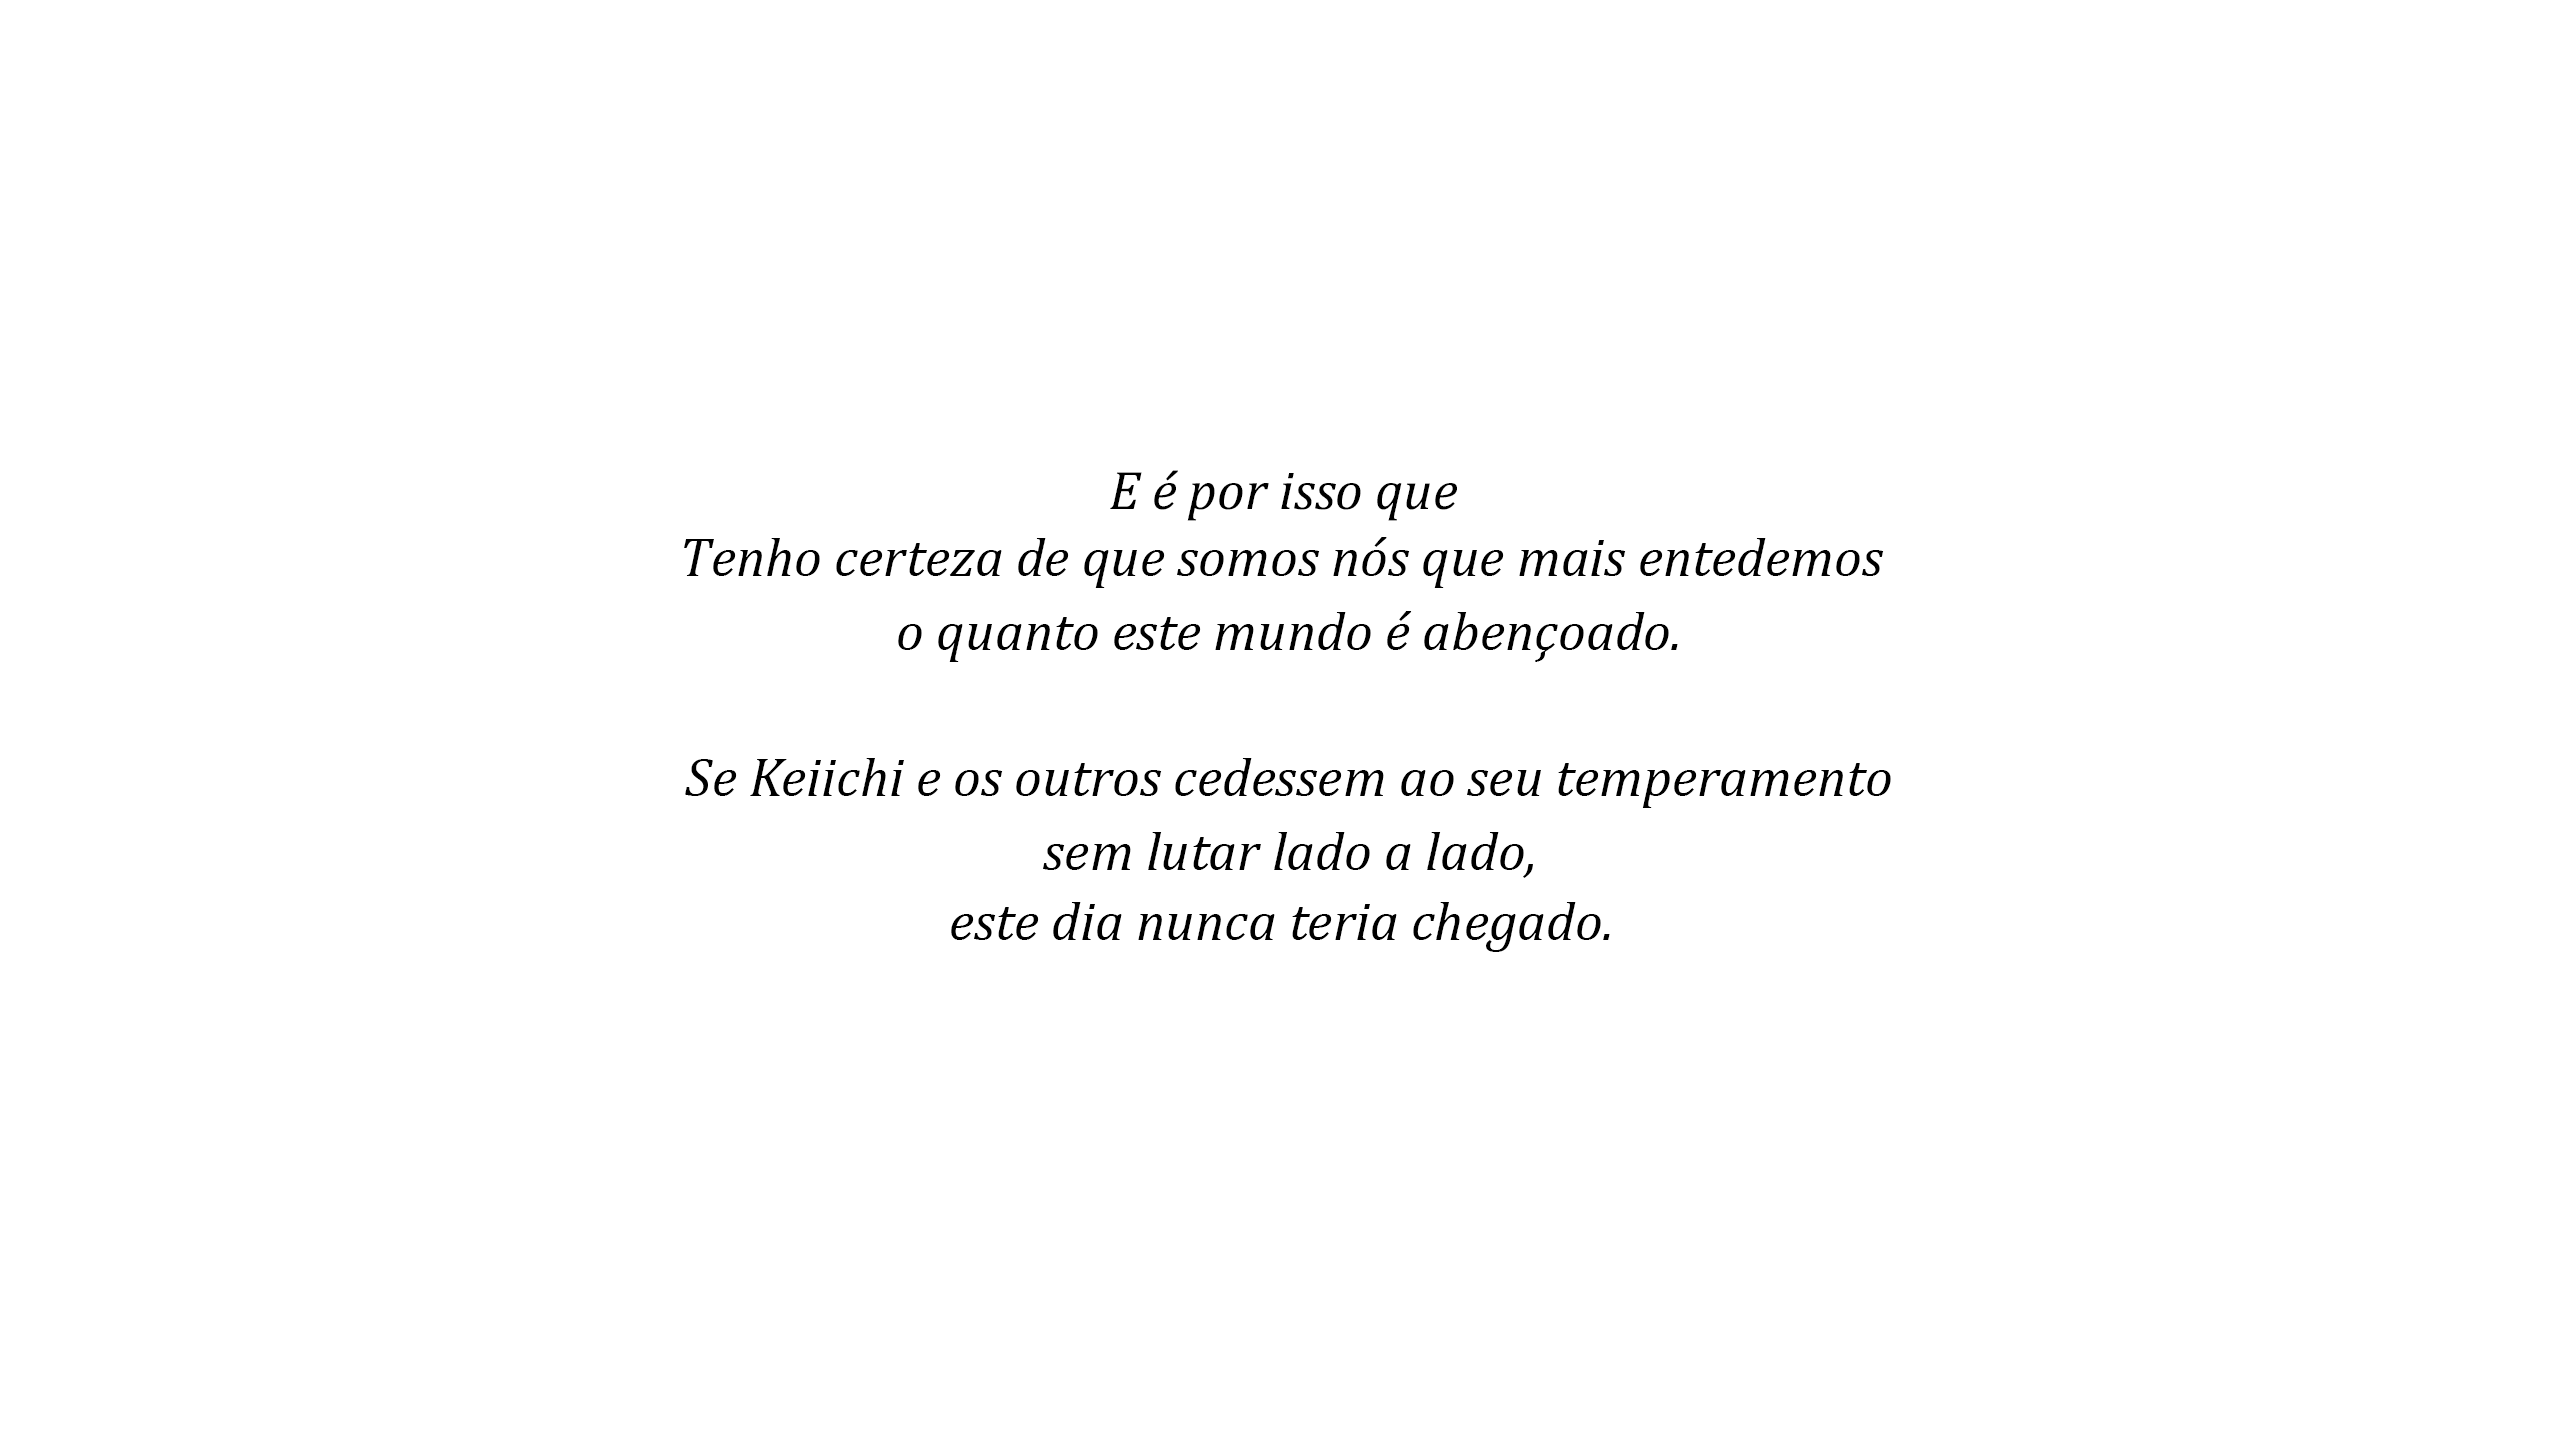 E é por isso que
Tenho certeza de que somos nós que mais entedemos
o quanto este mundo é abençoado.
Se Keiichi e os outros cedessem ao seu temperamento
sem lutar lado a lado,
este dia nunca teria chegado.